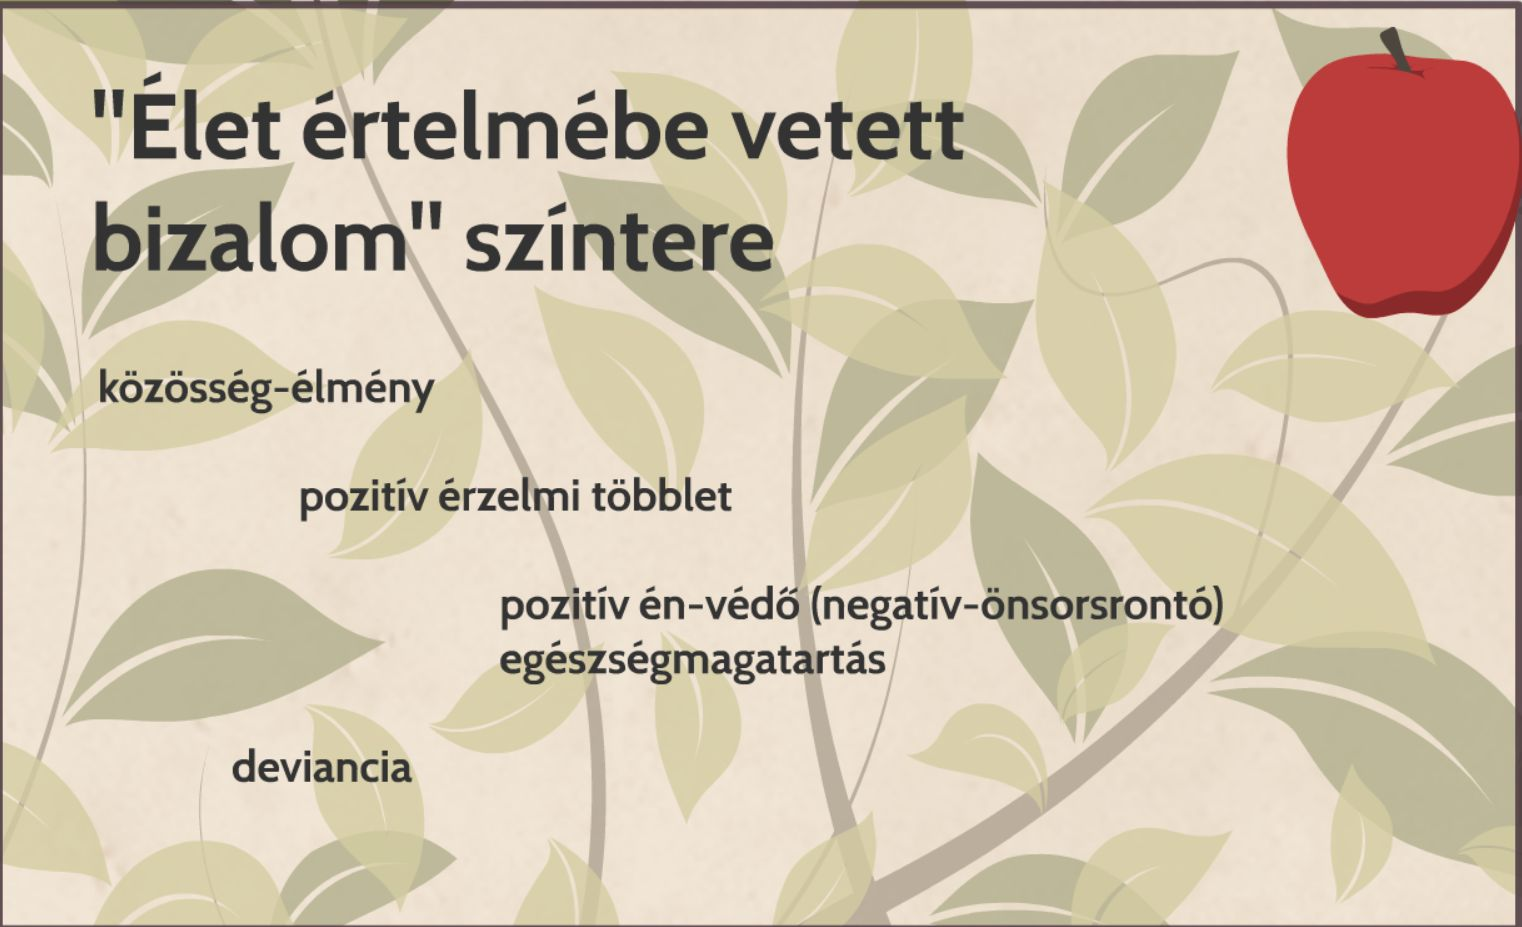 "Élet értelmébe vetett
bizalom" színtere
közösség-élmény
pozitív érzelmi többlet
pozitív én-védő (negatív-önsorsrontó)
egészségmagatartás
deviancia